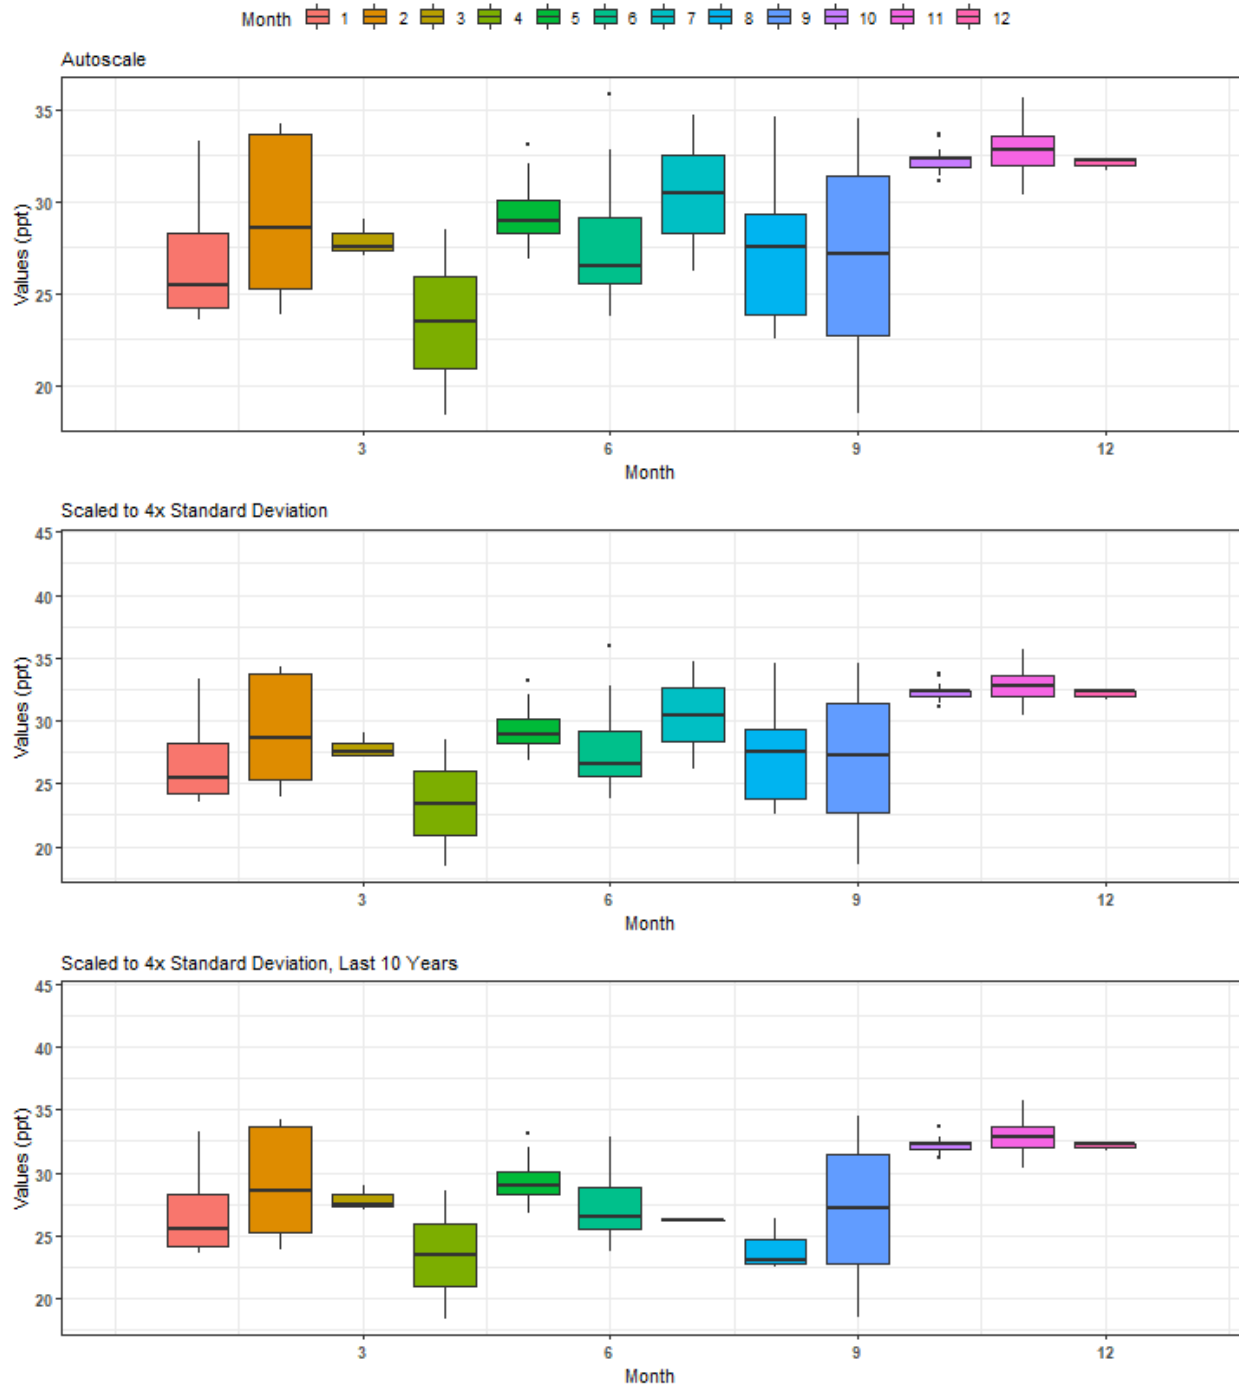 Month 1 2 3 4 5 6 7 8 9 10 11 12
Autoscale
Values (ppt)
35
30
25
20
3 6 9 12
Month
Scaled to 4x Standard Deviation
Values (ppt)
45
40
35
30
25
20
3 6 9 12
Month
Scaled to 4x Standard Deviation, Last 10 Years
Values (ppt)
45
40
35
30
25
20
3 6 9 12
Month